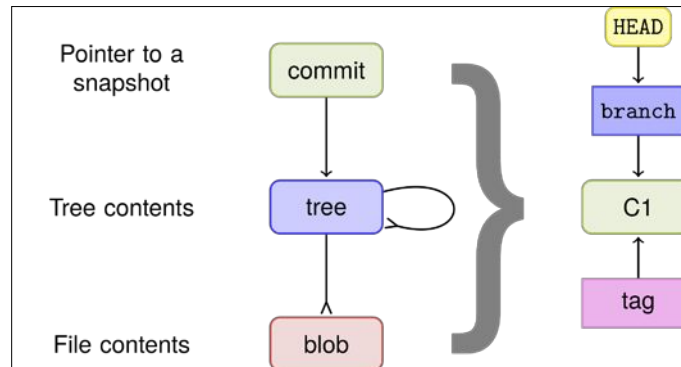 Pointer to a
snapshot
commit
HEAD
branch
Tree contents
tree
C1
tag
File contents
blob